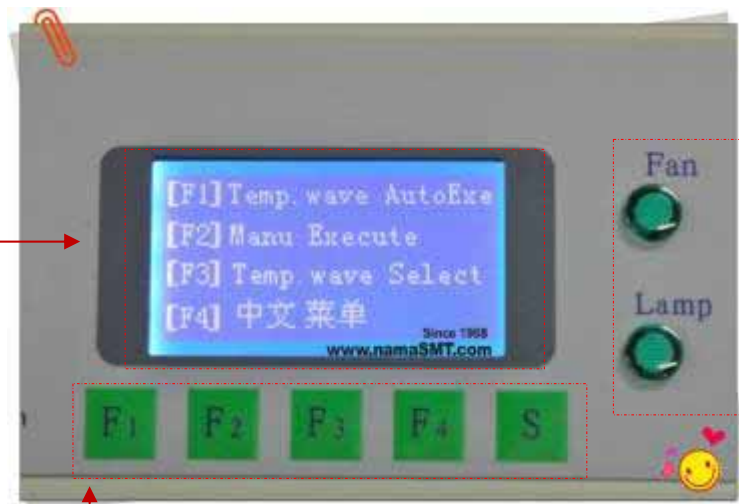 [F1] Temp. wave AutoExe
[F2] Manu Execute
[F3] Temp wave Select
[F4] 中文菜单
Since 1968
www.namaSMT.com
Fan
Lamp
F1
F2
F3
F4
S